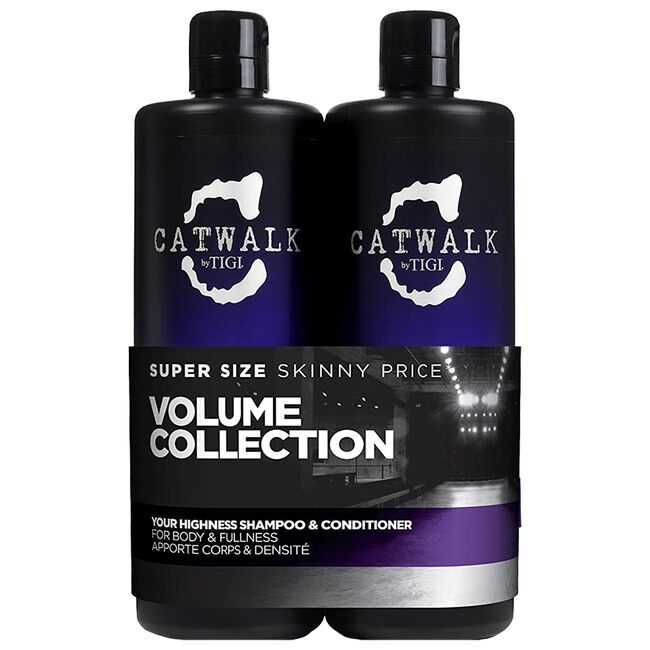 CATWALK
by TIGI.
CATWALK
by TIGI.
SUPER SIZE SKINNY PRICE*
VOLUME
COLLECTION
YOUR HIGHNESS SHAMPOO & CONDITIONER
FOR BODY & FULLNESS
APPORTE CORPS & DENSITÉ